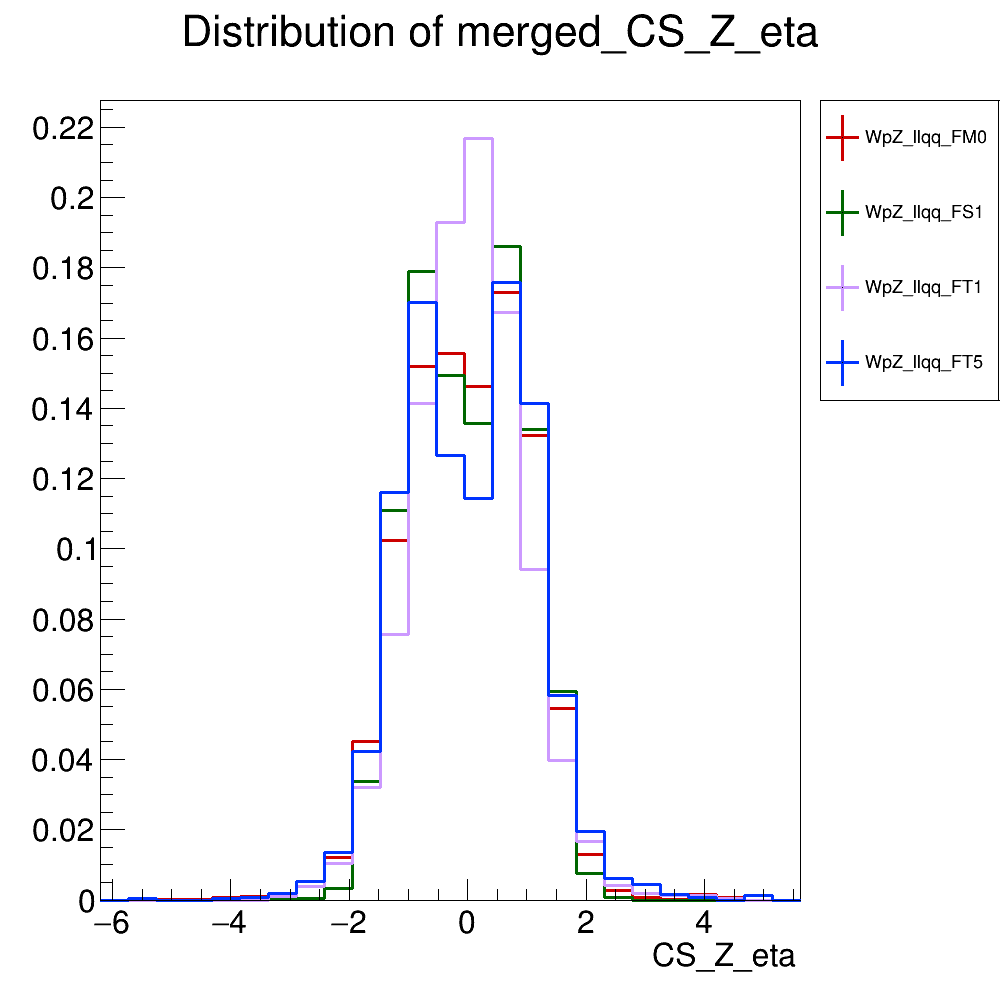 Distribution of merged_CS_Z_eta
0.22
0.2
0.18
0.16
0.14
0.12
0.1
0.08
0.06
0.04
0.02
0
−6 −4 −2 0 2 4
CS_Z_eta
WpZ_llqq_FM0
WpZ_llqq_FS1
WpZ_llqq_FT1
WpZ_llqq_FT5